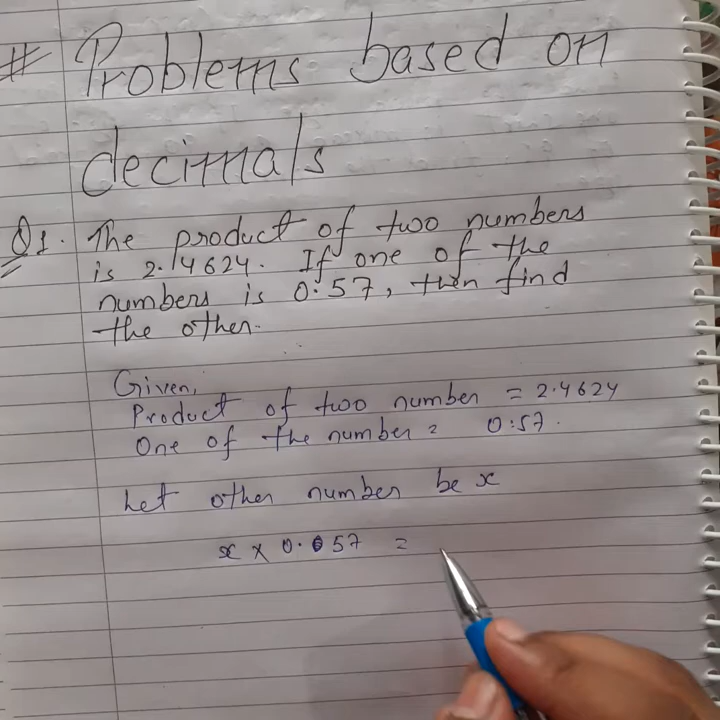 # Problems based on
decimals
Q1. The product of two numbers
is 2.4624. If one of the
numbers is 0.57, then find
the other.
Given,
Product of two number = 2.4624
One of the number = 0.57.
Let other number be x
x × 0.057 =